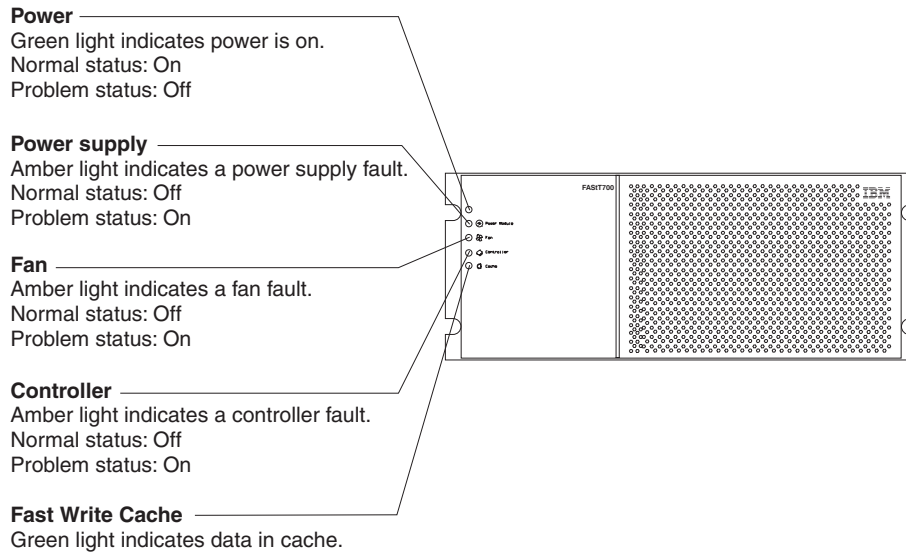 Power
Green light indicates power is on.
Normal status: On
Problem status: Off
Power supply
Amber light indicates a power supply fault.
Normal status: Off
Problem status: On
Fan
Amber light indicates a fan fault.
Normal status: Off
Problem status: On
Controller
Amber light indicates a controller fault.
Normal status: Off
Problem status: On
Fast Write Cache
Green light indicates data in cache.
FAStT700
IBM
Power Module
Fan
Controller
Cache